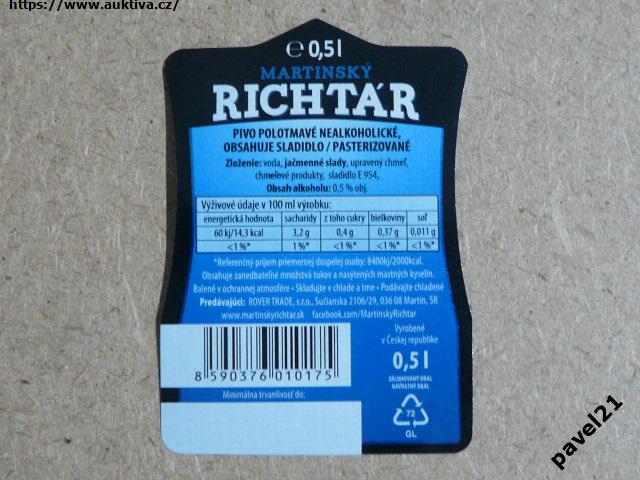 https://www.auktiva.cz/
℮ 0,5 l
MARTINSKÝ
RICHTÁR
PIVO POLOTMAVÉ NEALKOHOLICKÉ,
OBSAHUJE SLADIDLO / PASTERIZOVANÉ
Zloženie: voda, jačmenné slady, upravený chmeľ,
chmeľové produkty, sladidlo E 954,
Obsah alkoholu: 0,5 % obj.
Výživové údaje v 100 ml výrobku:
energetická hodnota sacharidy z toho cukry bielkoviny soľ
60 kj/14,3 kcal 3,2 g 0,4 g 0,37 g 0,011 g
<1 %* 1 %* <1 %* <1 %* <1 %*
*Referenčný príjem priemernej dospelej osoby: 8400kj/2000kcal.
Obsahuje zanedbateľné množstvá tukov a nasýtených mastných kyselín.
Balené v ochrannej atmosfére • Skladujte v chlade a tme • Podávajte chladené
Predávajúci: ROVER TRADE, s.r.o., Sučianska 2106/29, 036 08 Martin, SR
www.martinskyrichtar.sk facebook.com/MartinskyRichtar
Vyrobené
v Českej republike
0,5 l
ZÁLOHOVANÝ OBAL
NÁVRATNÝ OBAL
8 590376 010175
Minimálna trvanlivosť do:
72
GL
pavel21